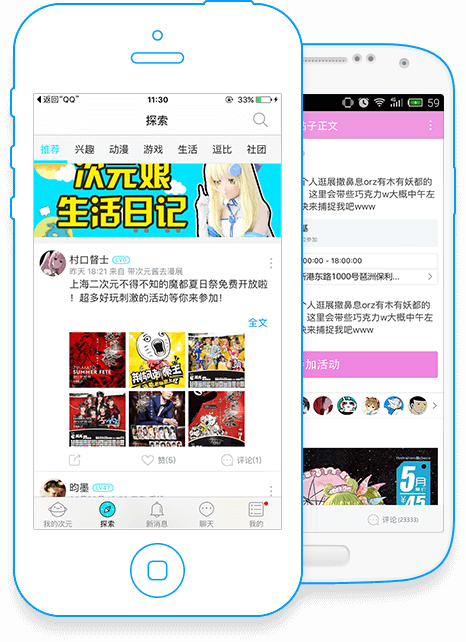 返回"QQ"
11:30
33%
探索
推荐 兴趣 动漫 游戏 生活 逗比 社团
次元娘
生活日记
村口督士 LV6
昨天 18:21 来自 带次元酱去漫展
上海二次元不得不知的魔都夏日祭免费开放啦
！超多好玩刺激的活动等你来参加！
全文
SUMMER FETE
赞(5)
评论(1)
昀墨 LV47
我的次元 探索 新消息 聊天 我的
4G 59
帖子正文
个人逛展撒鼻息orz有木有妖都的
这里会带些巧克力w大概中午左
快来捕捉我吧www
参加
00:00 - 18:00:00
新港东路1000号琶洲保利...
个人逛展撒鼻息orz有木有妖都的
这里会带些巧克力w大概中午左
快来捕捉我吧www
加活动
5月
评论(23333)